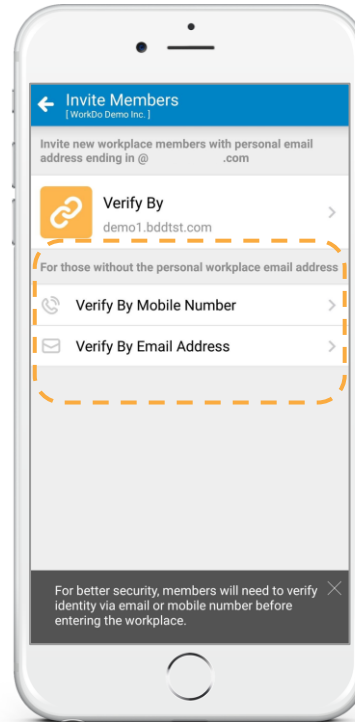 Invite Members
[ WorkDo Demo Inc. ]
Invite new workplace members with personal email
address ending in @ .com
Verify By
demo1.bddtst.com
For those without the personal workplace email address
Verify By Mobile Number
Verify By Email Address
For better security, members will need to verify
identity via email or mobile number before
entering the workplace.